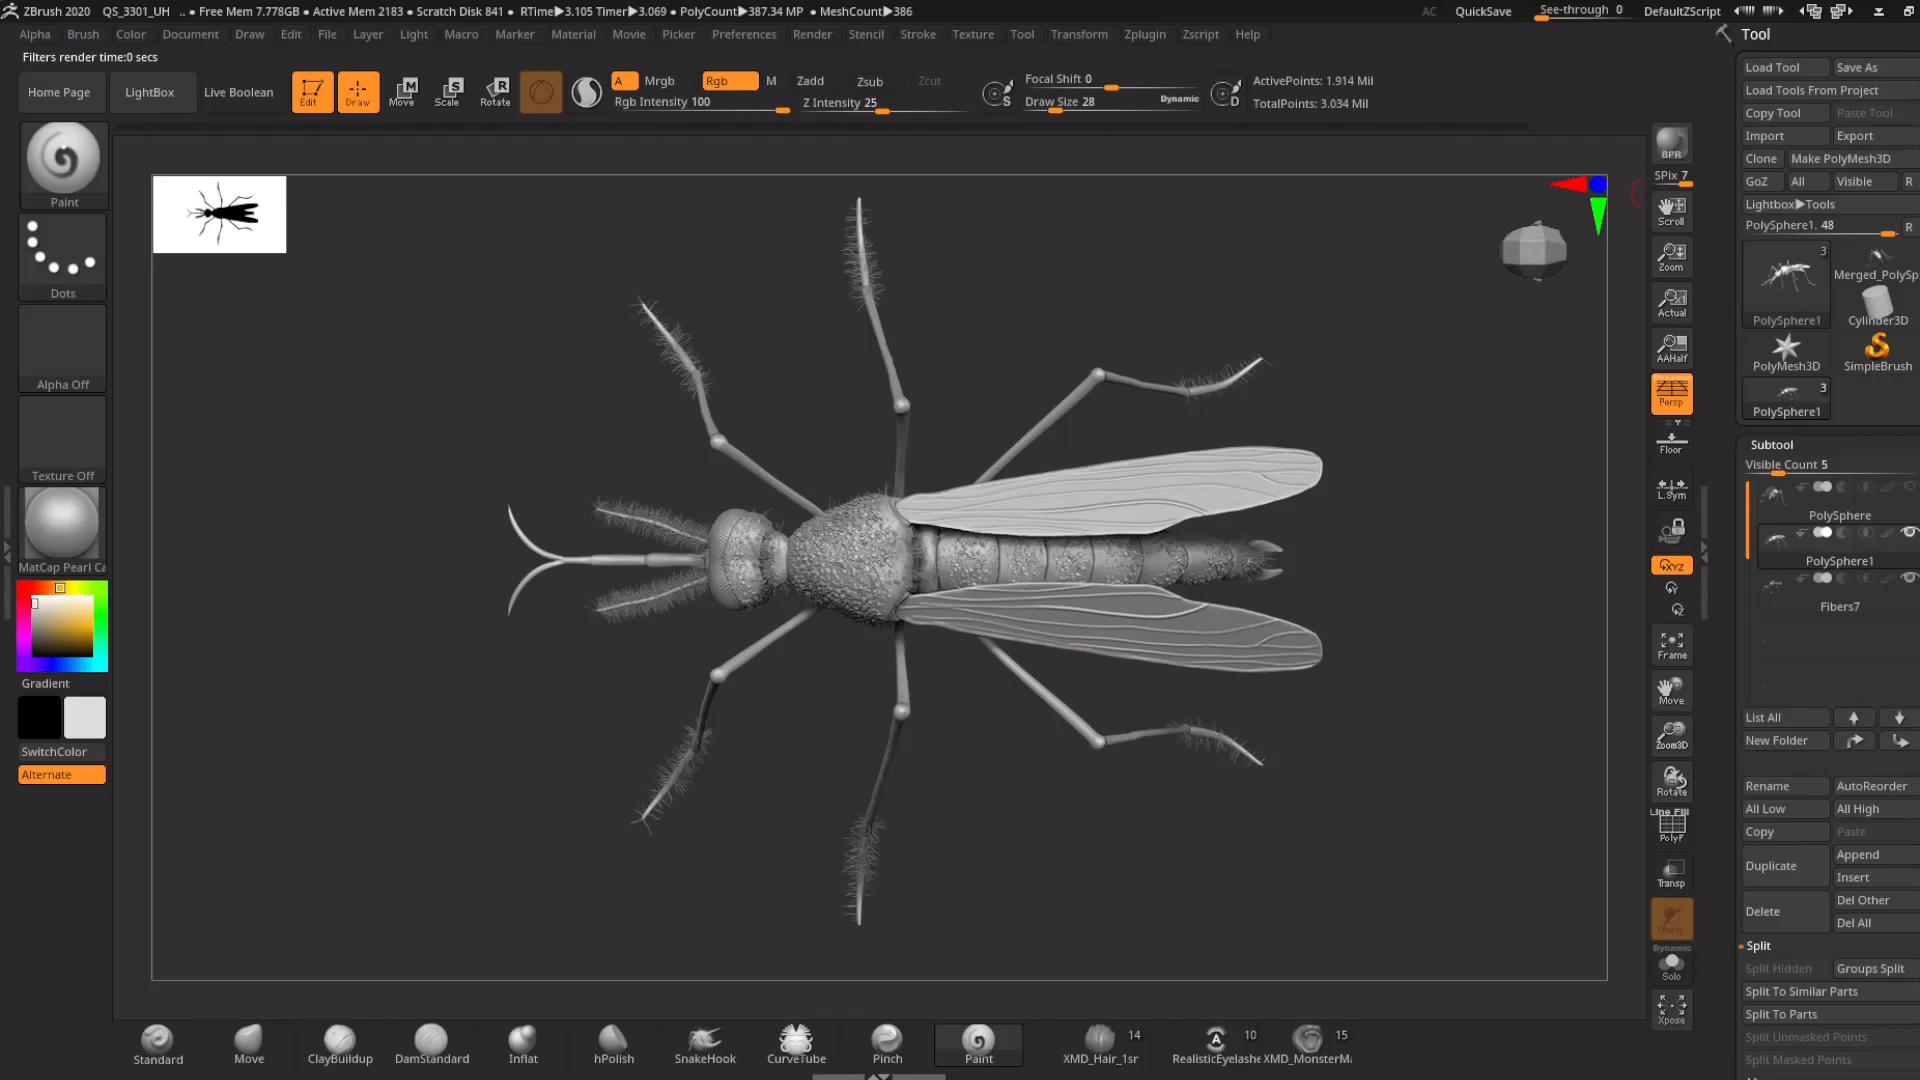 ZBrush 2020 QS_3301_UH .. ● Free Mem 7.778GB ● Active Mem 2183 ● Scratch Disk 841 ● RTime▶3.105 Timer▶3.069 ● PolyCount▶387.34 MP ● MeshCount▶386 AC QuickSave See-through 0 DefaultZScript
Alpha Brush Color Document Draw Edit File Layer Light Macro Marker Material Movie Picker Preferences Render Stencil Stroke Texture Tool Transform Zplugin Zscript Help Tool
Filters render time:0 secs
Home Page LightBox Live Boolean Edit Draw Move Scale Rotate
M S R
A Mrgb Rgb M Zadd Zsub Zcut
Rgb Intensity 100 Z Intensity 25
S Focal Shift 0
Draw Size 28 Dynamic D
ActivePoints: 1.914 Mil
TotalPoints: 3.034 Mil
Paint
Dots
Alpha Off
Texture Off
MatCap Pearl Ca
Gradient
SwitchColor
Alternate
BPR
SPix 7
Scroll
Zoom
Actual
AAHalf
Persp
Floor
L.Sym
XYZ
Frame
Move
Zoom3D
Rotate
Line Fill
PolyF
Transp
Ghost
Dynamic
Solo
Xpose
Load Tool Save As
Load Tools From Project
Copy Tool Paste Tool
Import Export
Clone Make PolyMesh3D
GoZ All Visible R
Lightbox▶Tools
PolySphere1. 48 R
3
PolySphere1 Merged_PolySp
Cylinder3D
PolyMesh3D SimpleBrush
3
PolySphere1
Subtool
Visible Count 5
PolySphere
PolySphere1
Fibers7
List All
New Folder
Rename AutoReorder
All Low All High
Copy Paste
Duplicate Append
Insert
Delete Del Other
Del All
Split
Split Hidden Groups Split
Split To Similar Parts
Split To Parts
Split Unmasked Points
Split Masked Points
Standard Move ClayBuildup DamStandard Inflat hPolish SnakeHook CurveTube Pinch Paint
14 10 15
A
XMD_Hair_1sr RealisticEyelashe XMD_MonsterMa